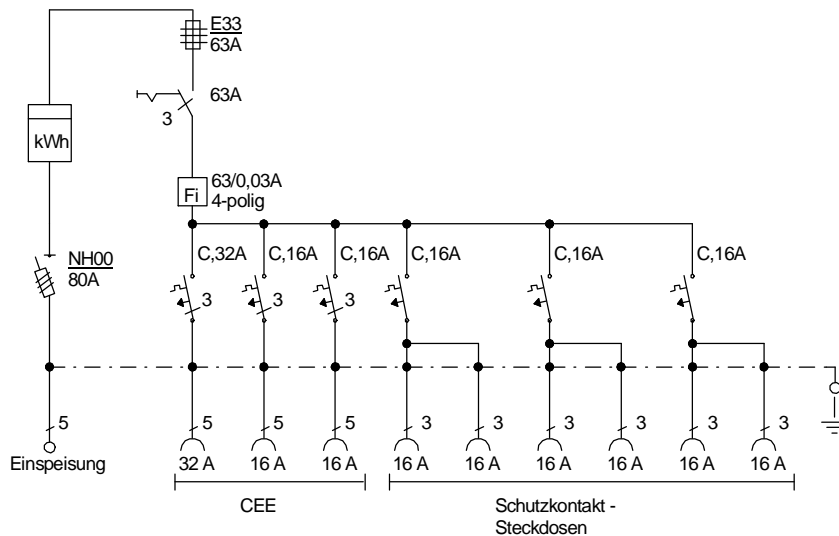 E33
63A
63A
3
kWh
63/0,03A
Fi
4-polig
C,32A
C,16A
C,16A
C,16A
C,16A
C,16A
NH00
80A
3
3
3
5
5
5
5
3
3
3
3
3
3
Einspeisung
32 A
16 A
16 A
16 A
16 A
16 A
16 A
16 A
16 A
CEE
Schutzkontakt -
Steckdosen